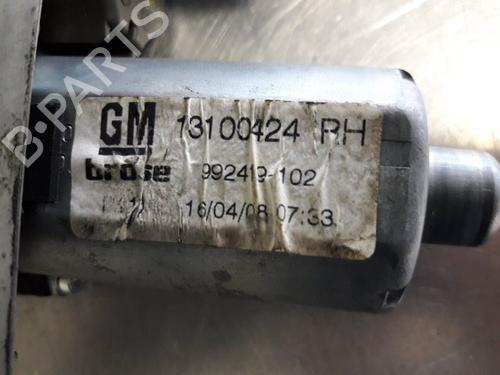 B-PARTS
GM 13100424 RH
brose 992419-102
16/04/08 07:33